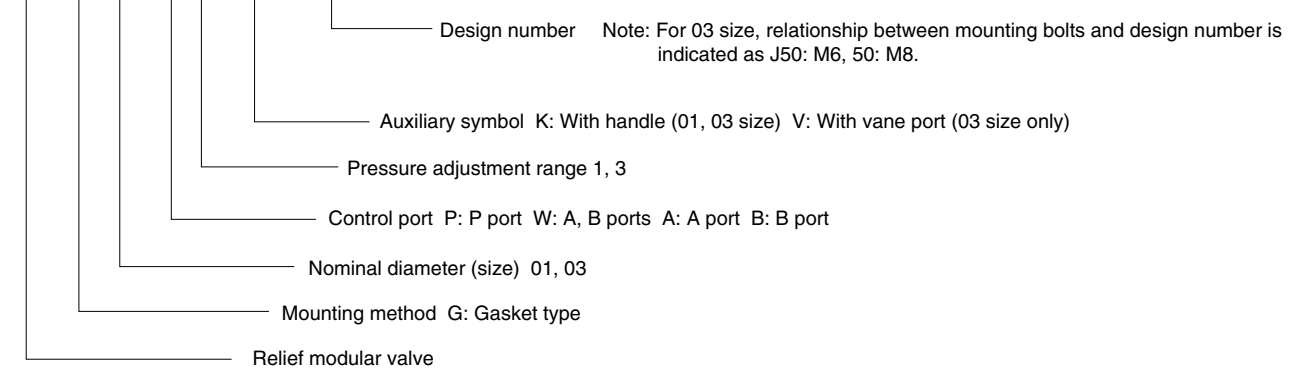 Design number Note: For 03 size, relationship between mounting bolts and design number is
indicated as J50: M6, 50: M8.
Auxiliary symbol K: With handle (01, 03 size) V: With vane port (03 size only)
Pressure adjustment range 1, 3
Control port P: P port W: A, B ports A: A port B: B port
Nominal diameter (size) 01, 03
Mounting method G: Gasket type
Relief modular valve